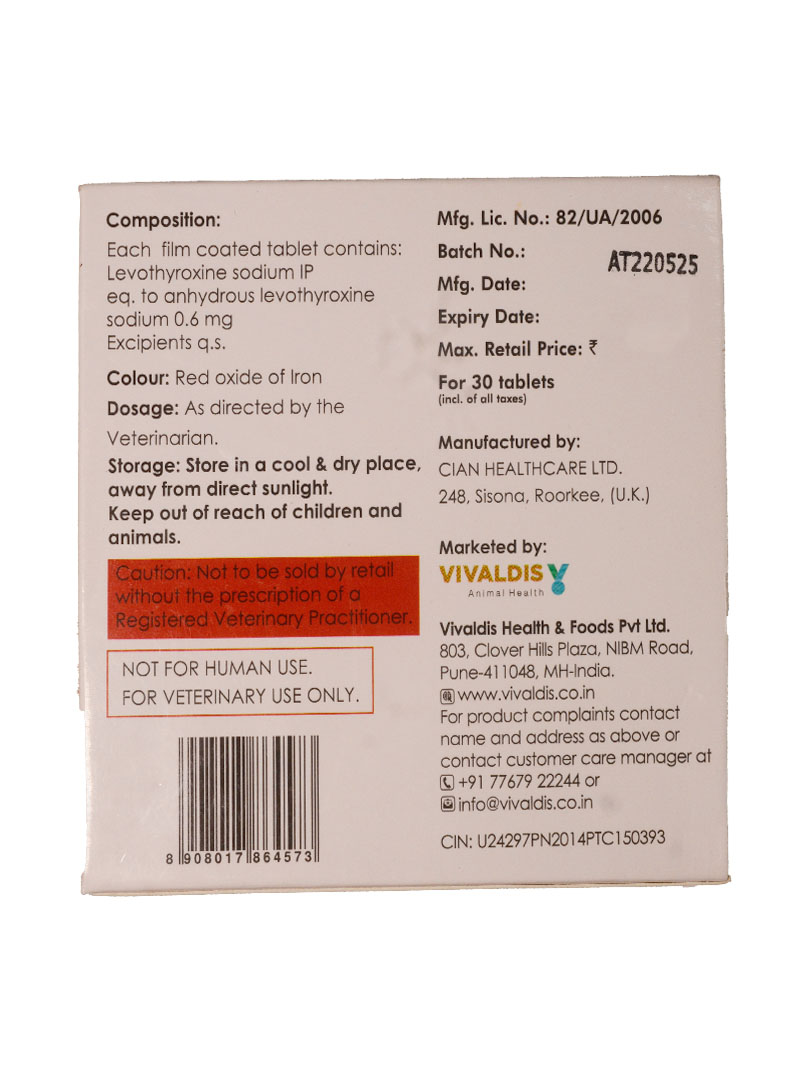 Composition:
Each film coated tablet contains:
Levothyroxine sodium IP
eq. to anhydrous levothyroxine
sodium 0.6 mg
Excipients q.s.
Colour: Red oxide of Iron
Dosage: As directed by the
Veterinarian.
Storage: Store in a cool & dry place,
away from direct sunlight.
Keep out of reach of children and
animals.
Caution: Not to be sold by retail
without the prescription of a
Registered Veterinary Practitioner.
NOT FOR HUMAN USE.
FOR VETERINARY USE ONLY.
8 908017 864573
Mfg. Lic. No.: 82/UA/2006
Batch No.: AT220525
Mfg. Date:
Expiry Date:
Max. Retail Price: ₹
For 30 tablets
(incl. of all taxes)
Manufactured by:
CIAN HEALTHCARE LTD.
248, Sisona, Roorkee, (U.K.)
Marketed by:
VIVALDIS
Animal Health
Vivaldis Health & Foods Pvt Ltd.
803, Clover Hills Plaza, NIBM Road,
Pune-411048, MH-India.
www.vivaldis.co.in
For product complaints contact
name and address as above or
contact customer care manager at
+91 77679 22244 or
info@vivaldis.co.in
CIN: U24297PN2014PTC150393